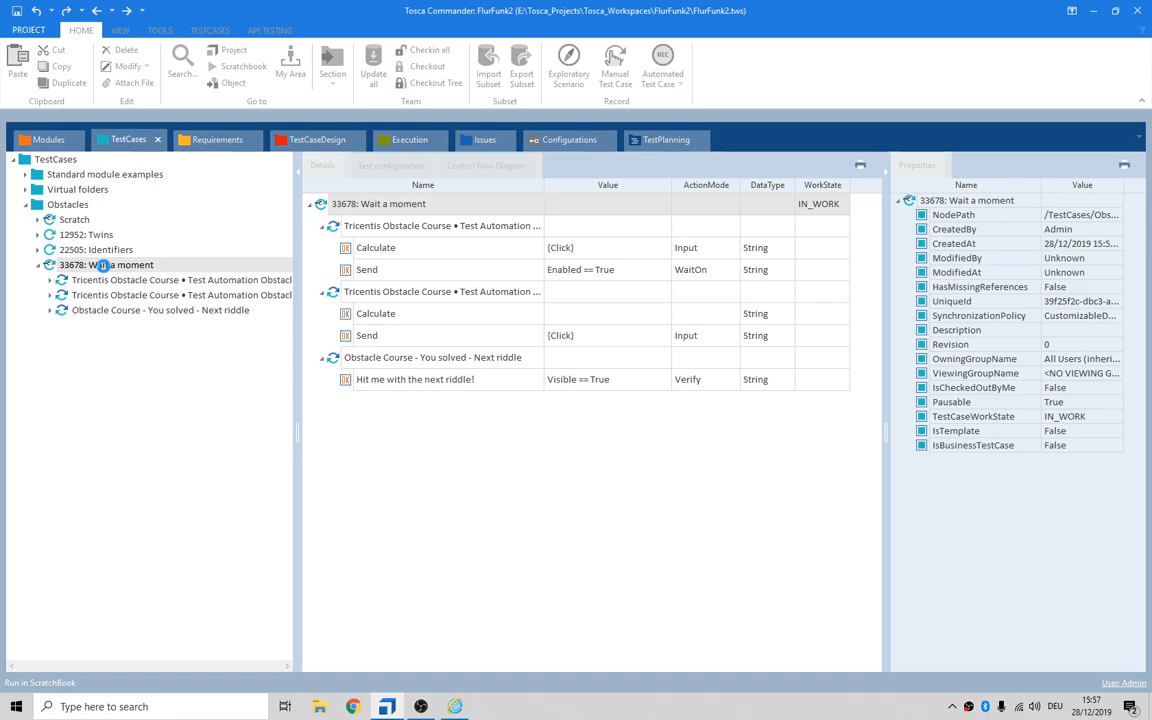 Tosca Commander: FlurFunk2 (E:\Tosca_Projects\Tosca_Workspaces\FlurFunk2\FlurFunk2.tws)
PROJECT HOME VIEW TOOLS TESTCASES API TESTING
Paste
Cut
Copy
Duplicate
Clipboard
Delete
Modify
Attach File
Edit
Search...
Project
Scratchbook
Object
My Area
Go to
Section
Update all
Checkin all
Checkout
Checkout Tree
Team
Import Subset
Export Subset
Subset
Exploratory Scenario
Manual Test Case
REC
Automated Test Case
Record
Modules TestCases Requirements TestCaseDesign Execution Issues Configurations TestPlanning
TestCases
Standard module examples
Virtual folders
Obstacles
Scratch
12952: Twins
22505: Identifiers
33678: Wait a moment
Tricentis Obstacle Course • Test Automation Obstacl
Tricentis Obstacle Course • Test Automation Obstacl
Obstacle Course - You solved - Next riddle
Details Test configuration Control Flow Diagram
Name Value ActionMode DataType WorkState
33678: Wait a moment IN_WORK
Tricentis Obstacle Course • Test Automation ...
Calculate {Click} Input String
Send Enabled == True WaitOn String
Tricentis Obstacle Course • Test Automation ...
Calculate String
Send {Click} Input String
Obstacle Course - You solved - Next riddle
Hit me with the next riddle! Visible == True Verify String
Properties
Name Value
33678: Wait a moment
NodePath /TestCases/Obs...
CreatedBy Admin
CreatedAt 28/12/2019 15:5...
ModifiedBy Unknown
ModifiedAt Unknown
HasMissingReferences False
UniqueId 39f25f2c-dbc3-a...
SynchronizationPolicy CustomizableD...
Description
Revision 0
OwningGroupName All Users (inheri...
ViewingGroupName <NO VIEWING G...
IsCheckedOutByMe False
Pausable True
TestCaseWorkState IN_WORK
IsTemplate False
IsBusinessTestCase False
Run in ScratchBook User: Admin
Type here to search
DEU
15:57
28/12/2019
2